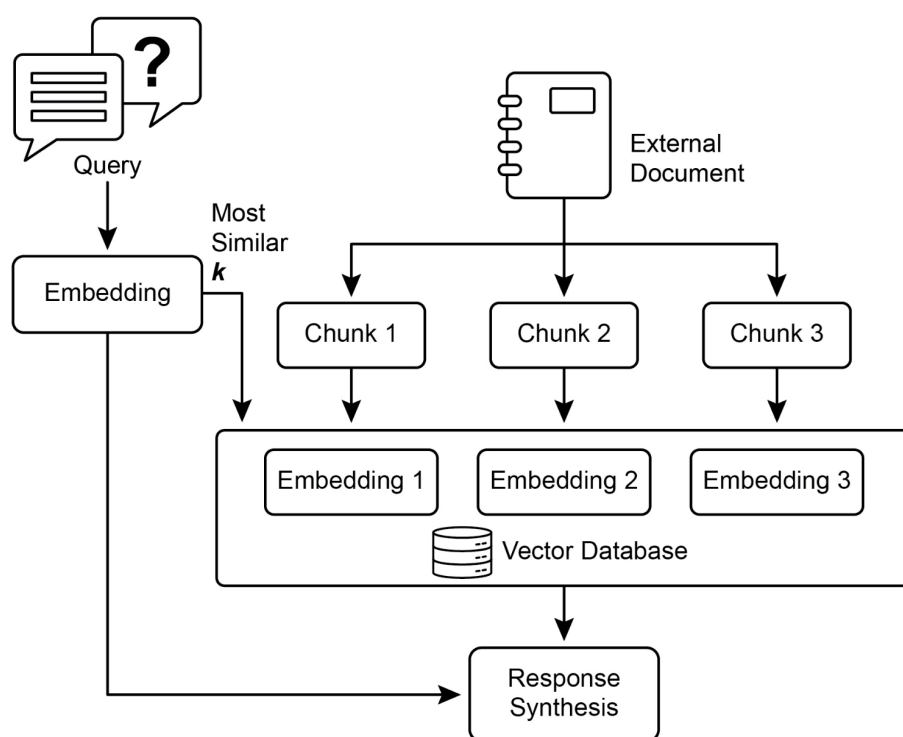 ?
Query
External
Document
Most
Similar
k
Embedding
Chunk 1
Chunk 2
Chunk 3
Embedding 1
Embedding 2
Embedding 3
Vector Database
Response
Synthesis